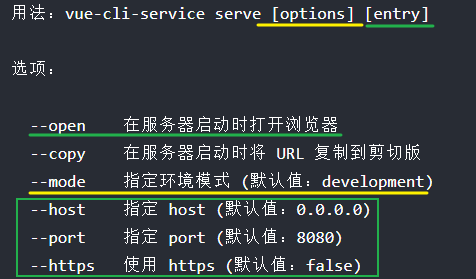 用法：vue-cli-service serve [options] [entry]
选项：
--open 在服务器启动时打开浏览器
--copy 在服务器启动时将 URL 复制到剪切版
--mode 指定环境模式 (默认值：development)
--host 指定 host (默认值：0.0.0.0)
--port 指定 port (默认值：8080)
--https 使用 https (默认值：false)